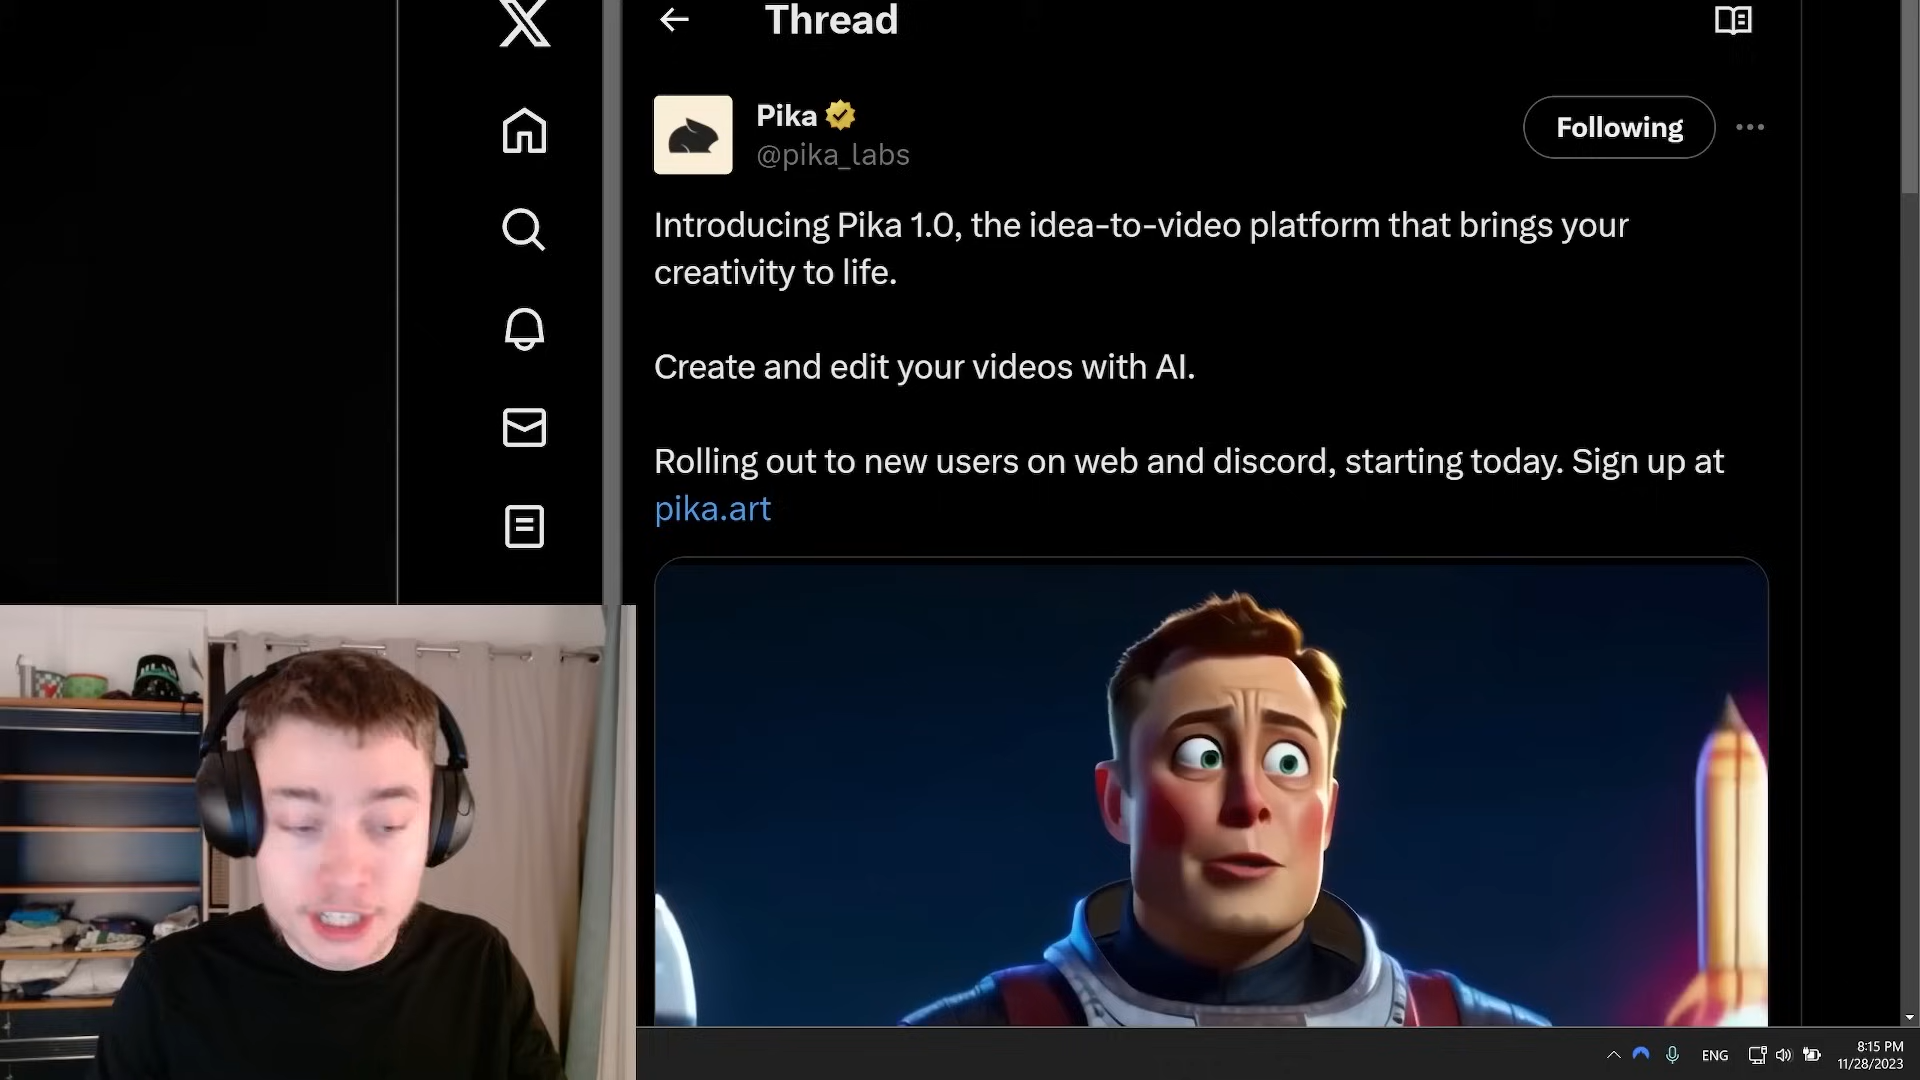 Thread
Pika
@pika_labs
Following
Introducing Pika 1.0, the idea-to-video platform that brings your
creativity to life.
Create and edit your videos with AI.
Rolling out to new users on web and discord, starting today. Sign up at
pika.art
ENG
8:15 PM
11/28/2023